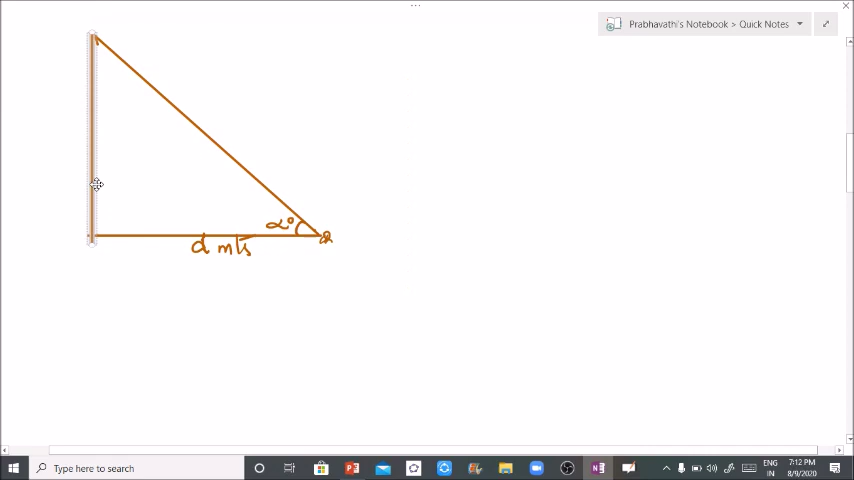 Prabhavathi's Notebook > Quick Notes
α°
d mts
Type here to search
ENG
IN
7:12 PM
8/9/2020